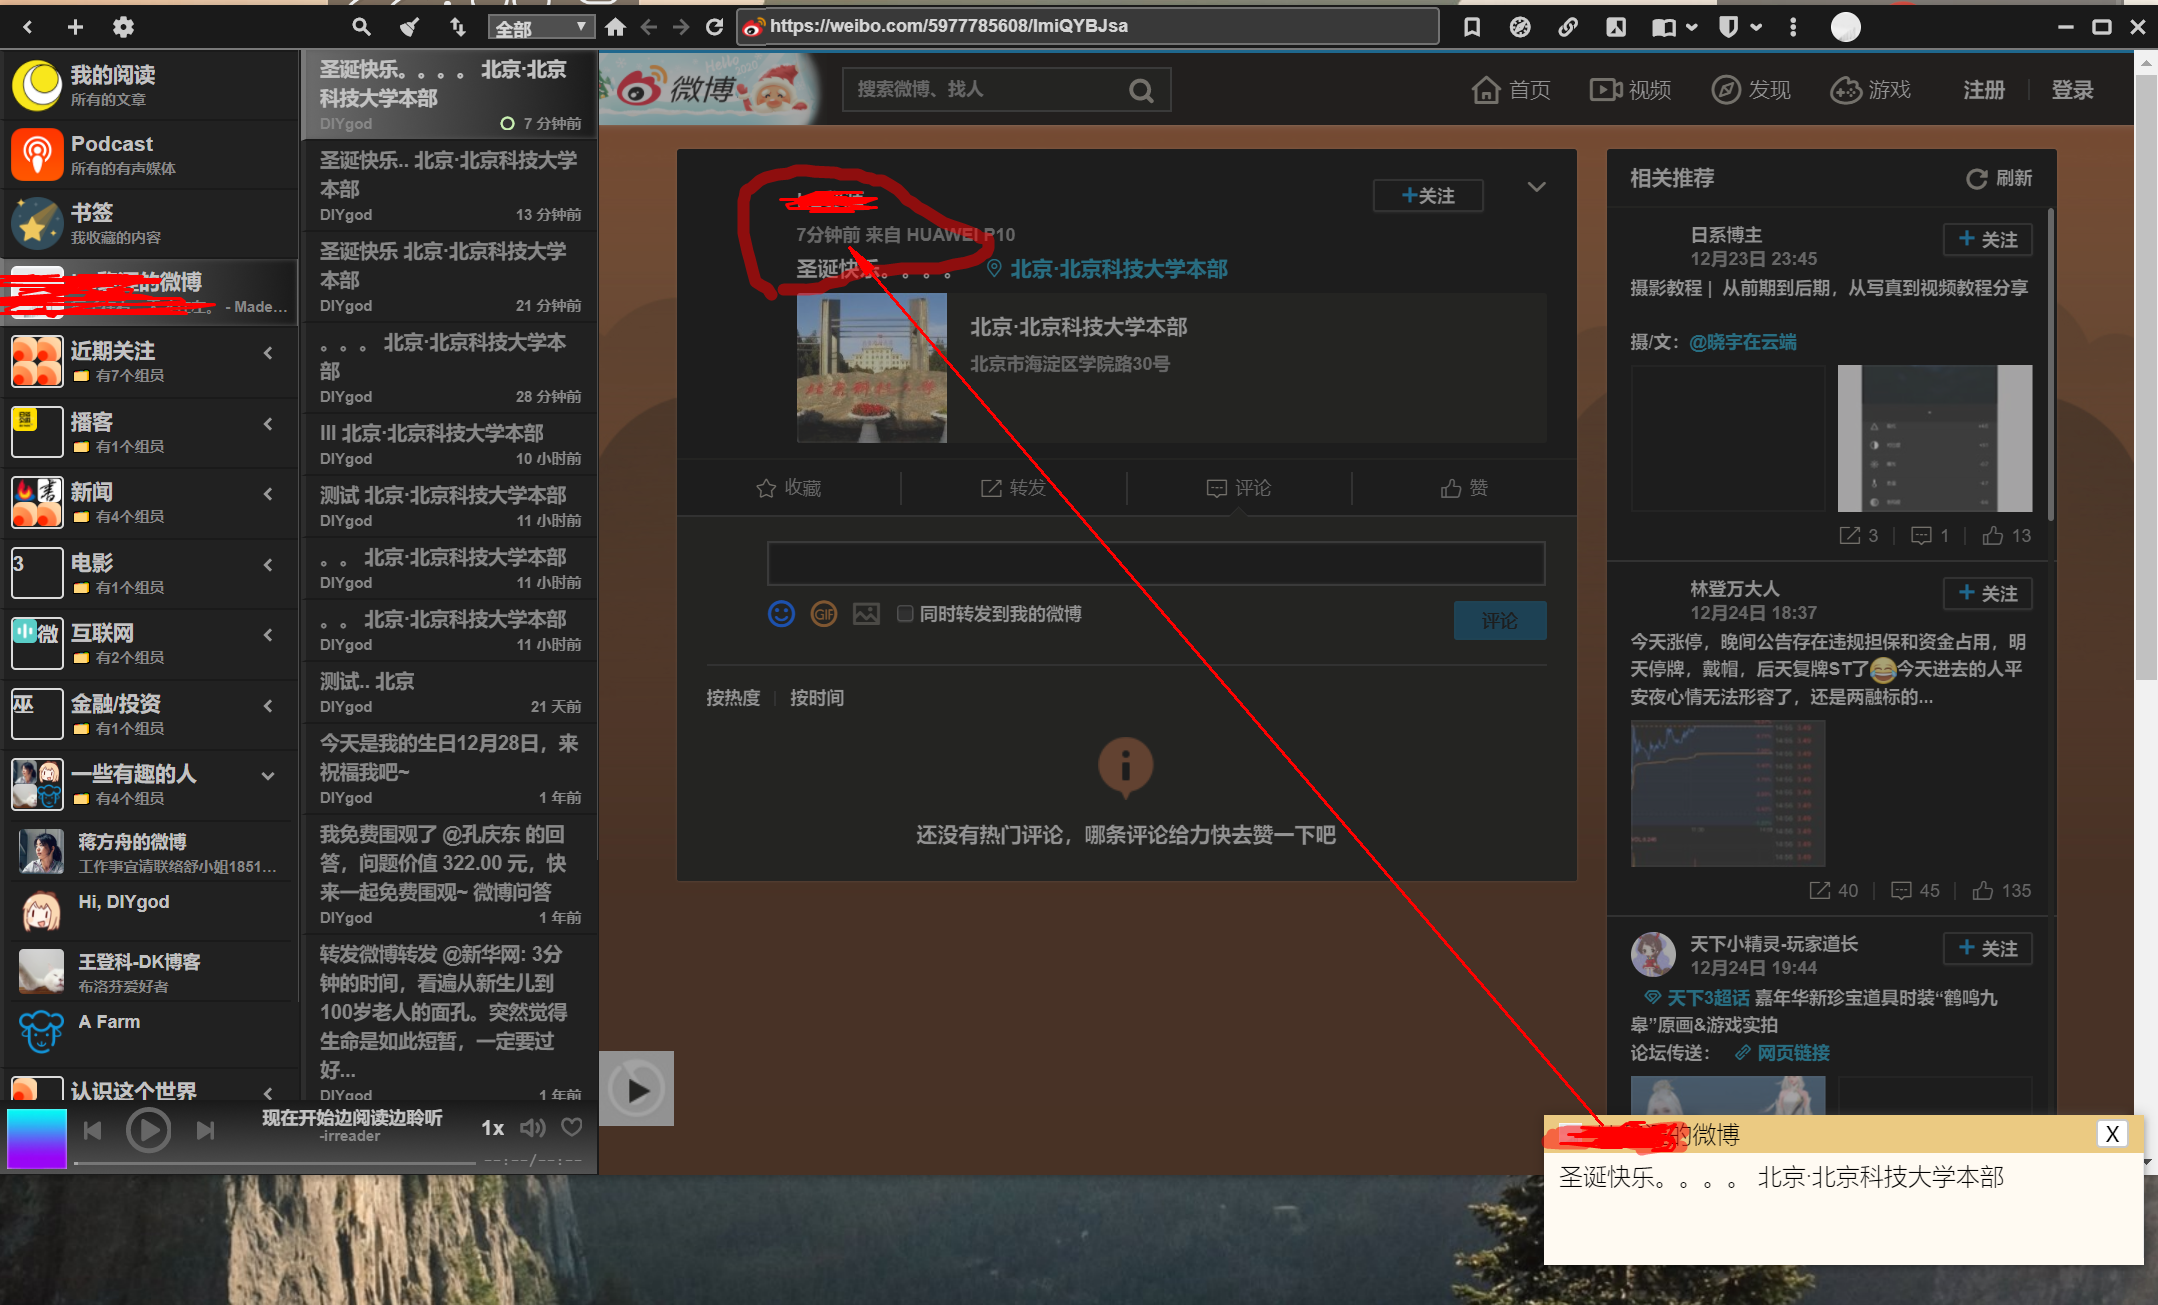 全部
https://weibo.com/5977785608/ImiQYBJsa
我的阅读
所有的文章
Podcast
所有的有声媒体
书签
我收藏的内容
的微博
- Made...
近期关注
有7个组员
播客
有1个组员
新闻
有4个组员
电影
3
有1个组员
互联网
微
有2个组员
金融/投资
巫
有1个组员
一些有趣的人
有4个组员
蒋方舟的微博
工作事宜请联络舒小姐1851...
Hi, DIYgod
王登科-DK博客
布洛芬爱好者
A Farm
认识这个世界
现在开始边阅读边聆听
-irreader
1x
--:--/--:--
圣诞快乐。。。。 北京·北京
科技大学本部
DIYgod
7 分钟前
圣诞快乐.. 北京·北京科技大学
本部
DIYgod
13 分钟前
圣诞快乐 北京·北京科技大学
本部
DIYgod
21 分钟前
。。。 北京·北京科技大学本
部
DIYgod
28 分钟前
III 北京·北京科技大学本部
DIYgod
10 小时前
测试 北京·北京科技大学本部
DIYgod
11 小时前
。。 北京·北京科技大学本部
DIYgod
11 小时前
。。 北京·北京科技大学本部
DIYgod
11 小时前
测试.. 北京
DIYgod
21 天前
今天是我的生日12月28日，来
祝福我吧~
DIYgod
1 年前
我免费围观了 @孔庆东 的回
答，问题价值 322.00 元，快
来一起免费围观~ 微博问答
DIYgod
1 年前
转发微博转发 @新华网: 3分
钟的时间，看遍从新生儿到
100岁老人的面孔。突然觉得
生命是如此短暂，一定要过
好...
DIYgod
1 年前
Hello
2020
微博
搜索微博、找人
首页
视频
发现
游戏
注册
登录
+关注
7分钟前 来自 HUAWEI P10
圣诞快乐。。。。
北京·北京科技大学本部
北京·北京科技大学本部
北京市海淀区学院路30号
收藏
转发
评论
赞
GIF
同时转发到我的微博
评论
按热度
按时间
还没有热门评论，哪条评论给力快去赞一下吧
相关推荐
刷新
日系博主
12月23日 23:45
+ 关注
摄影教程 | 从前期到后期，从写真到视频教程分享
摄/文：@晓宇在云端
3
1
13
林登万大人
12月24日 18:37
+ 关注
今天涨停，晚间公告存在违规担保和资金占用，明
天停牌，戴帽，后天复牌ST了今天进去的人平
安夜心情无法形容了，还是两融标的...
40
45
135
天下小精灵-玩家道长
12月24日 19:44
+ 关注
天下3超话 嘉年华新珍宝道具时装“鹤鸣九
皋”原画&游戏实拍
论坛传送：
网页链接
的微博
X
圣诞快乐。。。。 北京·北京科技大学本部